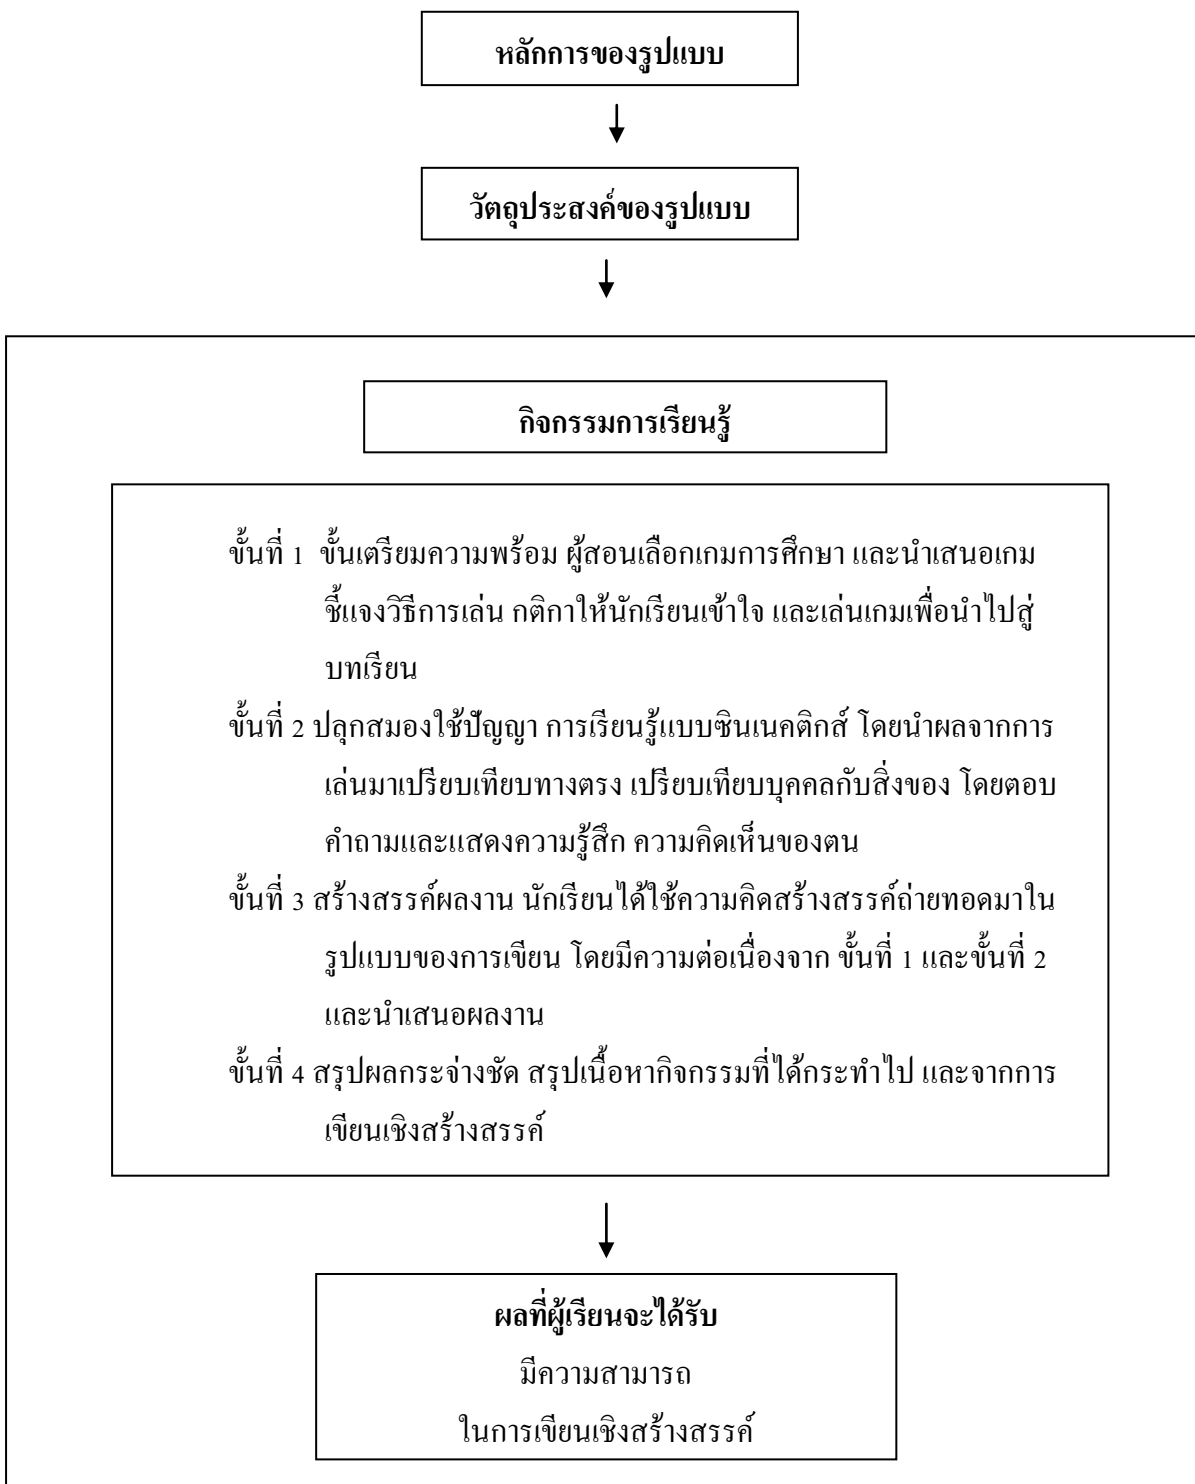 หลักการของรูปแบบ
วัตถุประสงค์ของรูปแบบ
กิจกรรมการเรียนรู้
ขั้นที่ 1 ขั้นเตรียมความพร้อม ผู้สอนเลือกเกมการศึกษา และนำเสนอเกม
ชี้แจงวิธีการเล่น กติกาให้นักเรียนเข้าใจ และเล่นเกมเพื่อนำไปสู่
บทเรียน
ขั้นที่ 2 ปลุกสมองใช้ปัญญา การเรียนรู้แบบซินเนคติกส์ โดยนำผลจากการ
เล่นมาเปรียบเทียบทางตรง เปรียบเทียบบุคคลกับสิ่งของ โดยตอบ
คำถามและแสดงความรู้สึก ความคิดเห็นของตน
ขั้นที่ 3 สร้างสรรค์ผลงาน นักเรียนได้ใช้ความคิดสร้างสรรค์ถ่ายทอดมาใน
รูปแบบของการเขียน โดยมีความต่อเนื่องจาก ขั้นที่ 1 และขั้นที่ 2
และนำเสนอผลงาน
ขั้นที่ 4 สรุปผลกระจ่างชัด สรุปเนื้อหากิจกรรมที่ได้กระทำไป และจากการ
เขียนเชิงสร้างสรรค์
ผลที่ผู้เรียนจะได้รับ
มีความสามารถ
ในการเขียนเชิงสร้างสรรค์